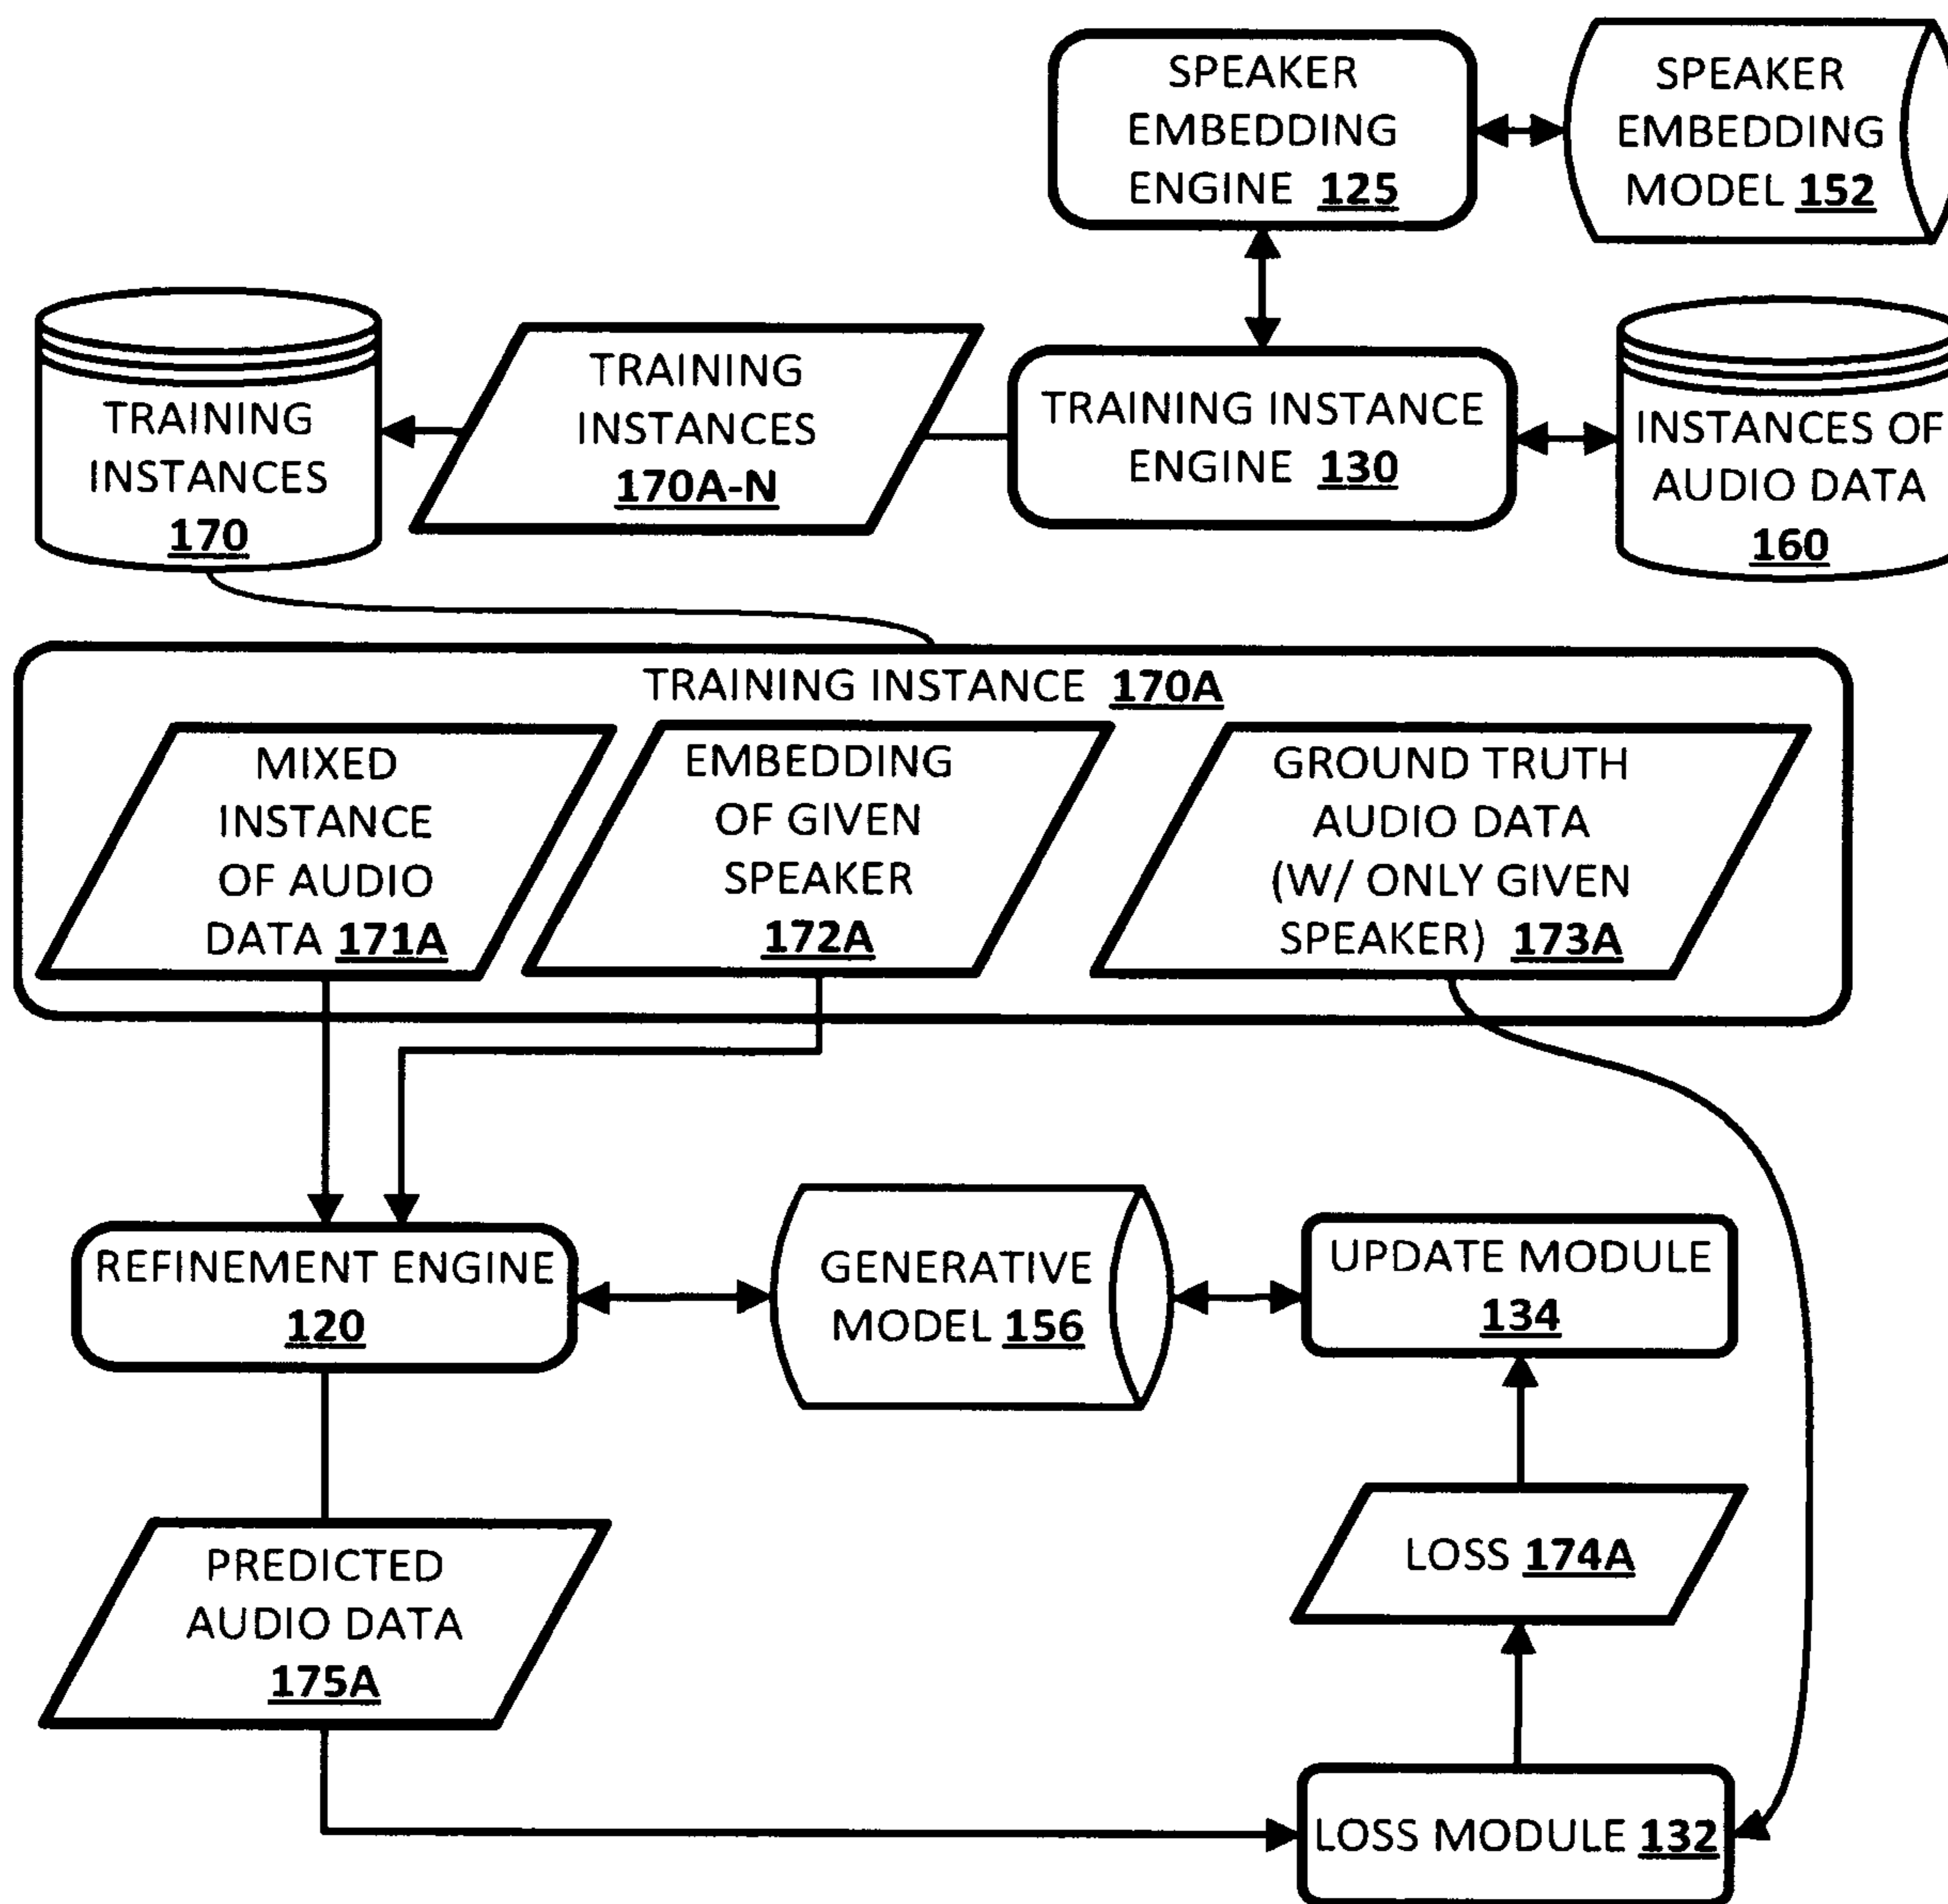 SPEAKER
EMBEDDING
ENGINE 125
SPEAKER
EMBEDDING
MODEL 152
TRAINING
INSTANCES
170
TRAINING
INSTANCES
170A-N
TRAINING INSTANCE
ENGINE 130
INSTANCES OF
AUDIO DATA
160
TRAINING INSTANCE 170A
MIXED
INSTANCE
OF AUDIO
DATA 171A
EMBEDDING
OF GIVEN
SPEAKER
172A
GROUND TRUTH
AUDIO DATA
(W/ ONLY GIVEN
SPEAKER) 173A
REFINEMENT ENGINE
120
GENERATIVE
MODEL 156
UPDATE MODULE
134
PREDICTED
AUDIO DATA
175A
LOSS 174A
LOSS MODULE 132